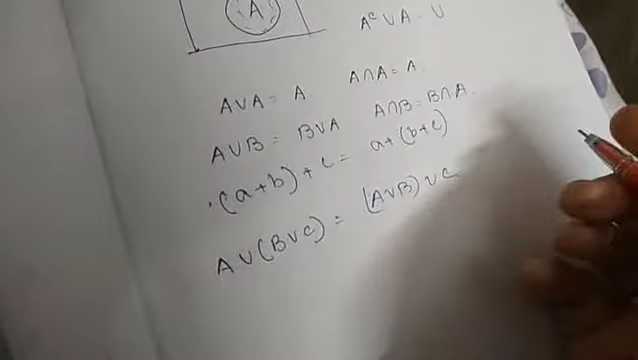 A
Aᶜ ∪ A = U
A∪A = A. A∩A = A.
A∪B = B∪A A∩B = B∩A.
(a+b)+c = a+(b+c)
A∪(B∪C) = (A∪B)∪C